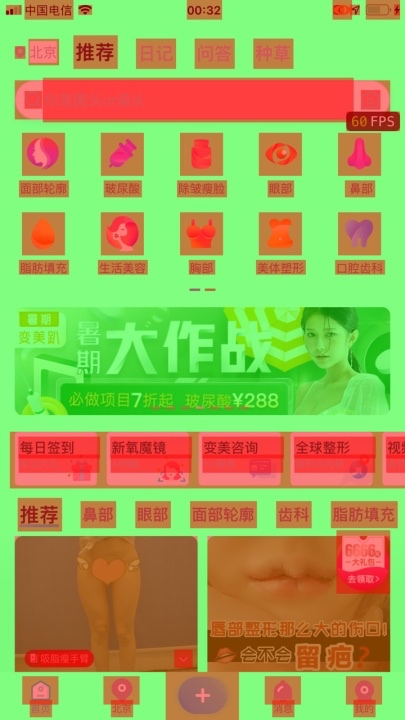 中国电信 00:32
北京 推荐 日记 问答 种草
60 FPS
面部轮廓 玻尿酸 除皱瘦脸 眼部 鼻部
脂肪填充 生活美容 胸部 美体塑形 口腔齿科
暑期
变美趴
暑期
大作战
必做项目7折起 玻尿酸¥288
每日签到 新氧魔镜 变美咨询 全球整形 视频
推荐 鼻部 眼部 面部轮廓 齿科 脂肪填充
6666元
大礼包
去领取>
吸脂瘦手臂
唇部整形那么大的伤口!
会不会留疤?
首页 北京 消息 我的